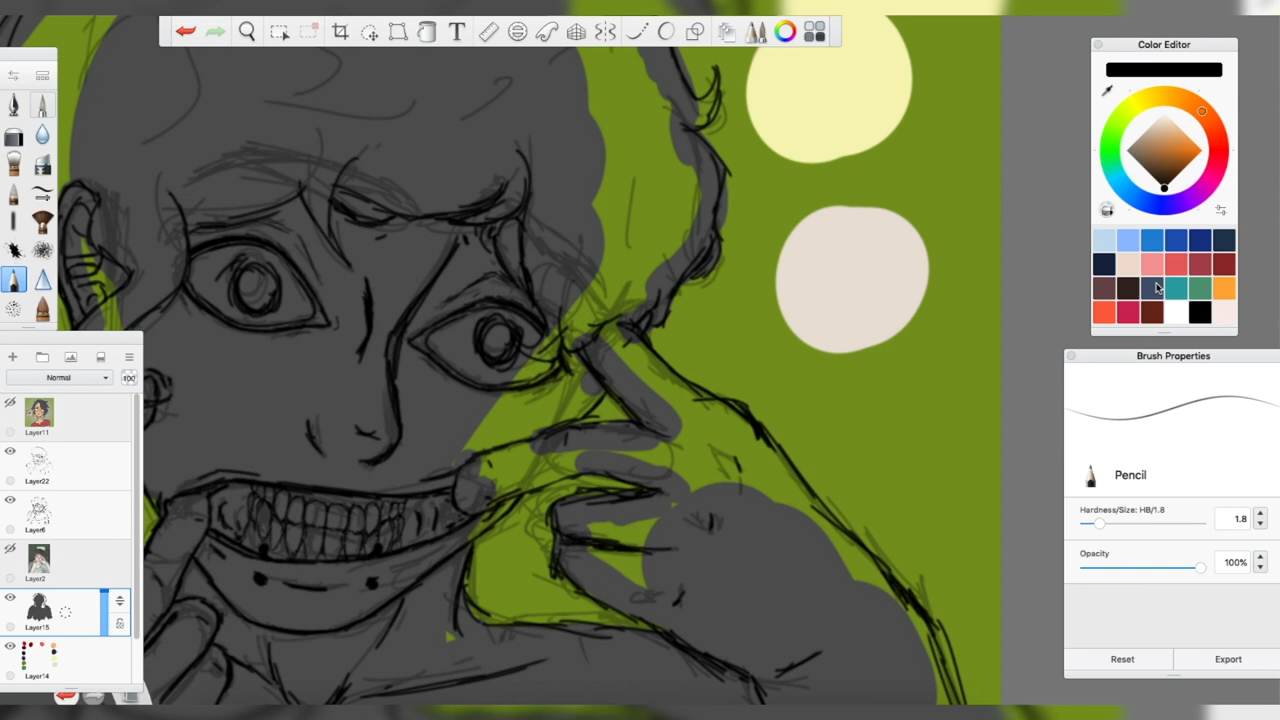 T
Color Editor
Normal
100
Layer11
Layer22
Layer6
Layer2
Layer15
Layer14
Brush Properties
Pencil
Hardness/Size: HB/1.8
1.8
Opacity
100%
Reset
Export